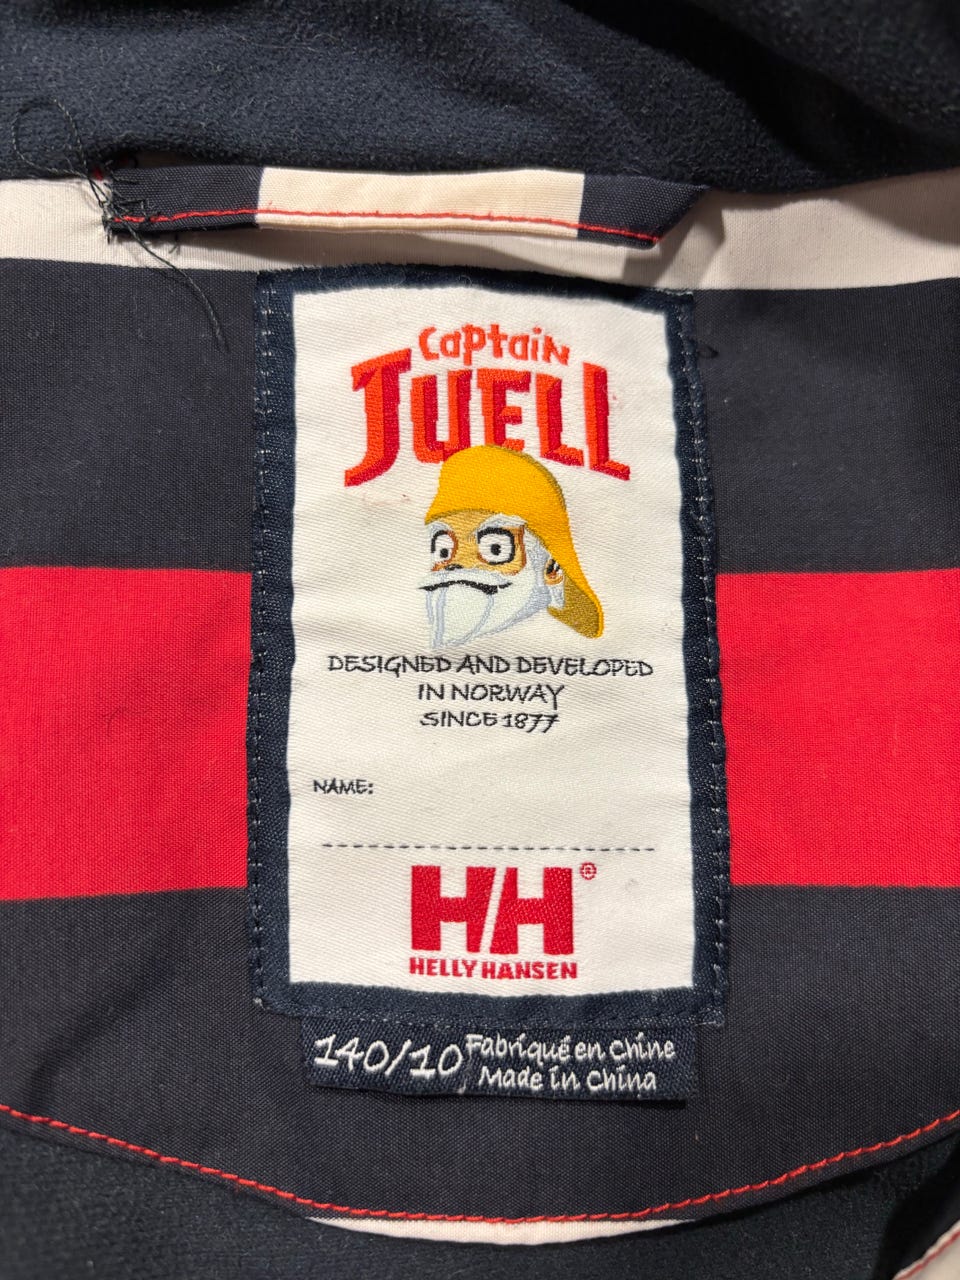 Captain
JUELL
DESIGNED AND DEVELOPED
IN NORWAY
SINCE 1877
NAME:
HH®
HELLY HANSEN
140/10
Fabriqué en Chine
Made in China